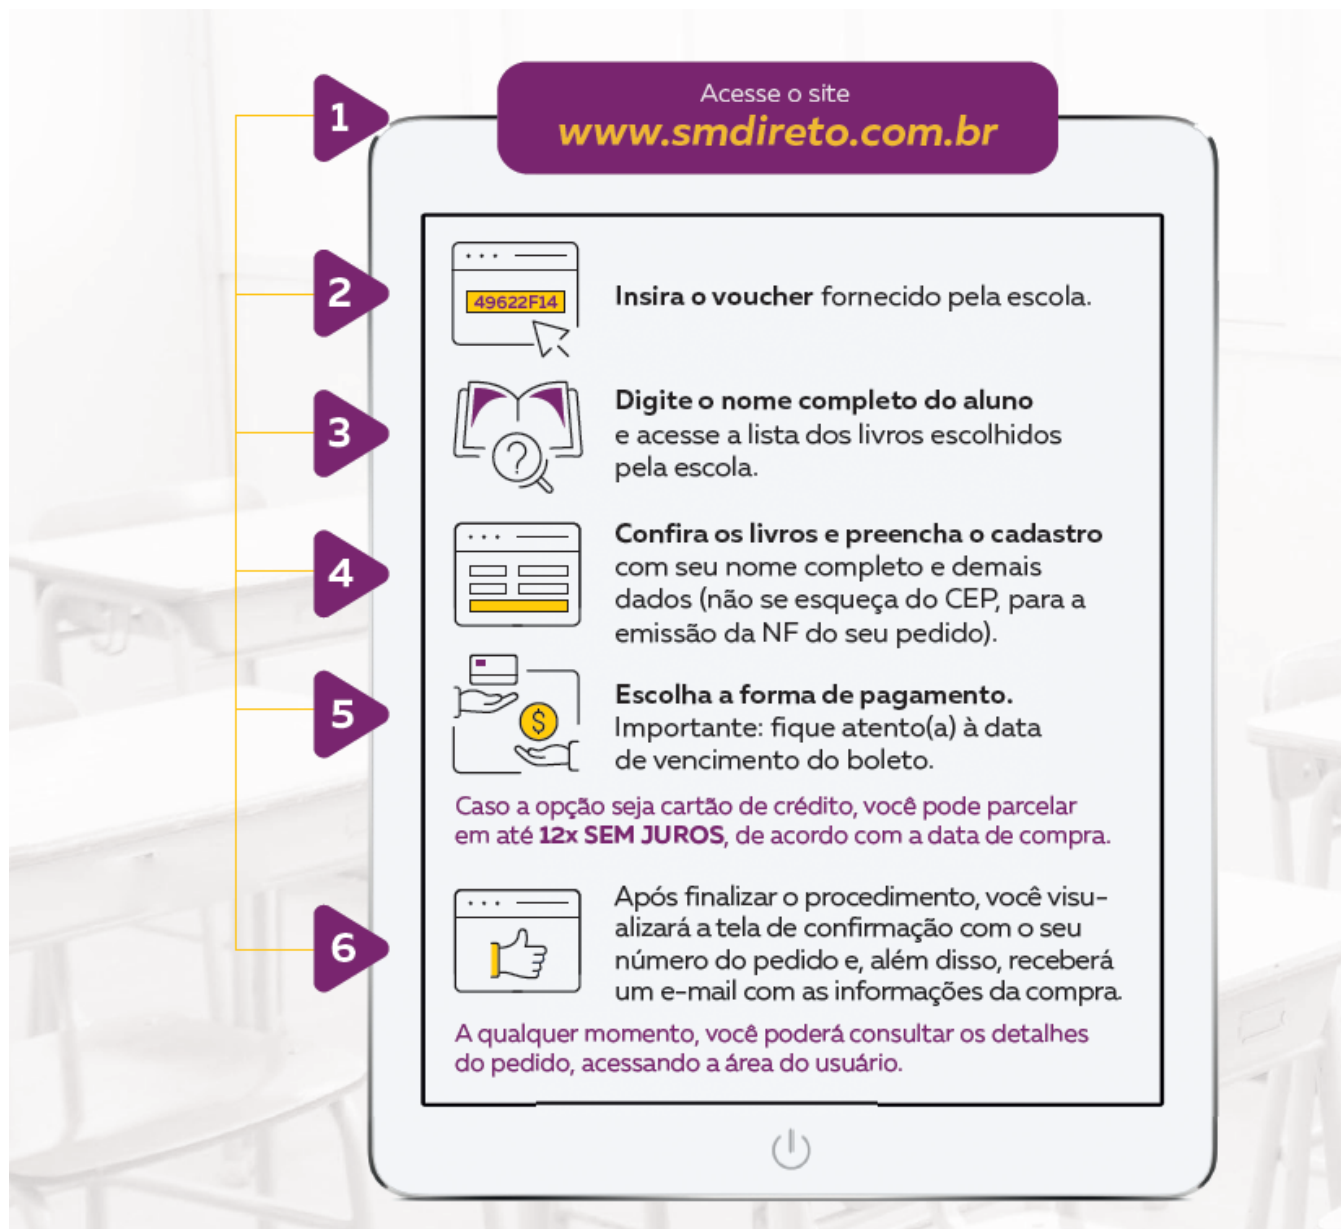 1
Acesse o site
www.smdireto.com.br
2
49622F14
Insira o voucher fornecido pela escola.
3
?
Digite o nome completo do aluno
e acesse a lista dos livros escolhidos
pela escola.
4
Confira os livros e preencha o cadastro
com seu nome completo e demais
dados (não se esqueça do CEP, para a
emissão da NF do seu pedido).
5
$
Escolha a forma de pagamento.
Importante: fique atento(a) à data
de vencimento do boleto.
Caso a opção seja cartão de crédito, você pode parcelar
em até 12x SEM JUROS, de acordo com a data de compra.
6
Após finalizar o procedimento, você visu-
alizará a tela de confirmação com o seu
número do pedido e, além disso, receberá
um e-mail com as informações da compra.
A qualquer momento, você poderá consultar os detalhes
do pedido, acessando a área do usuário.